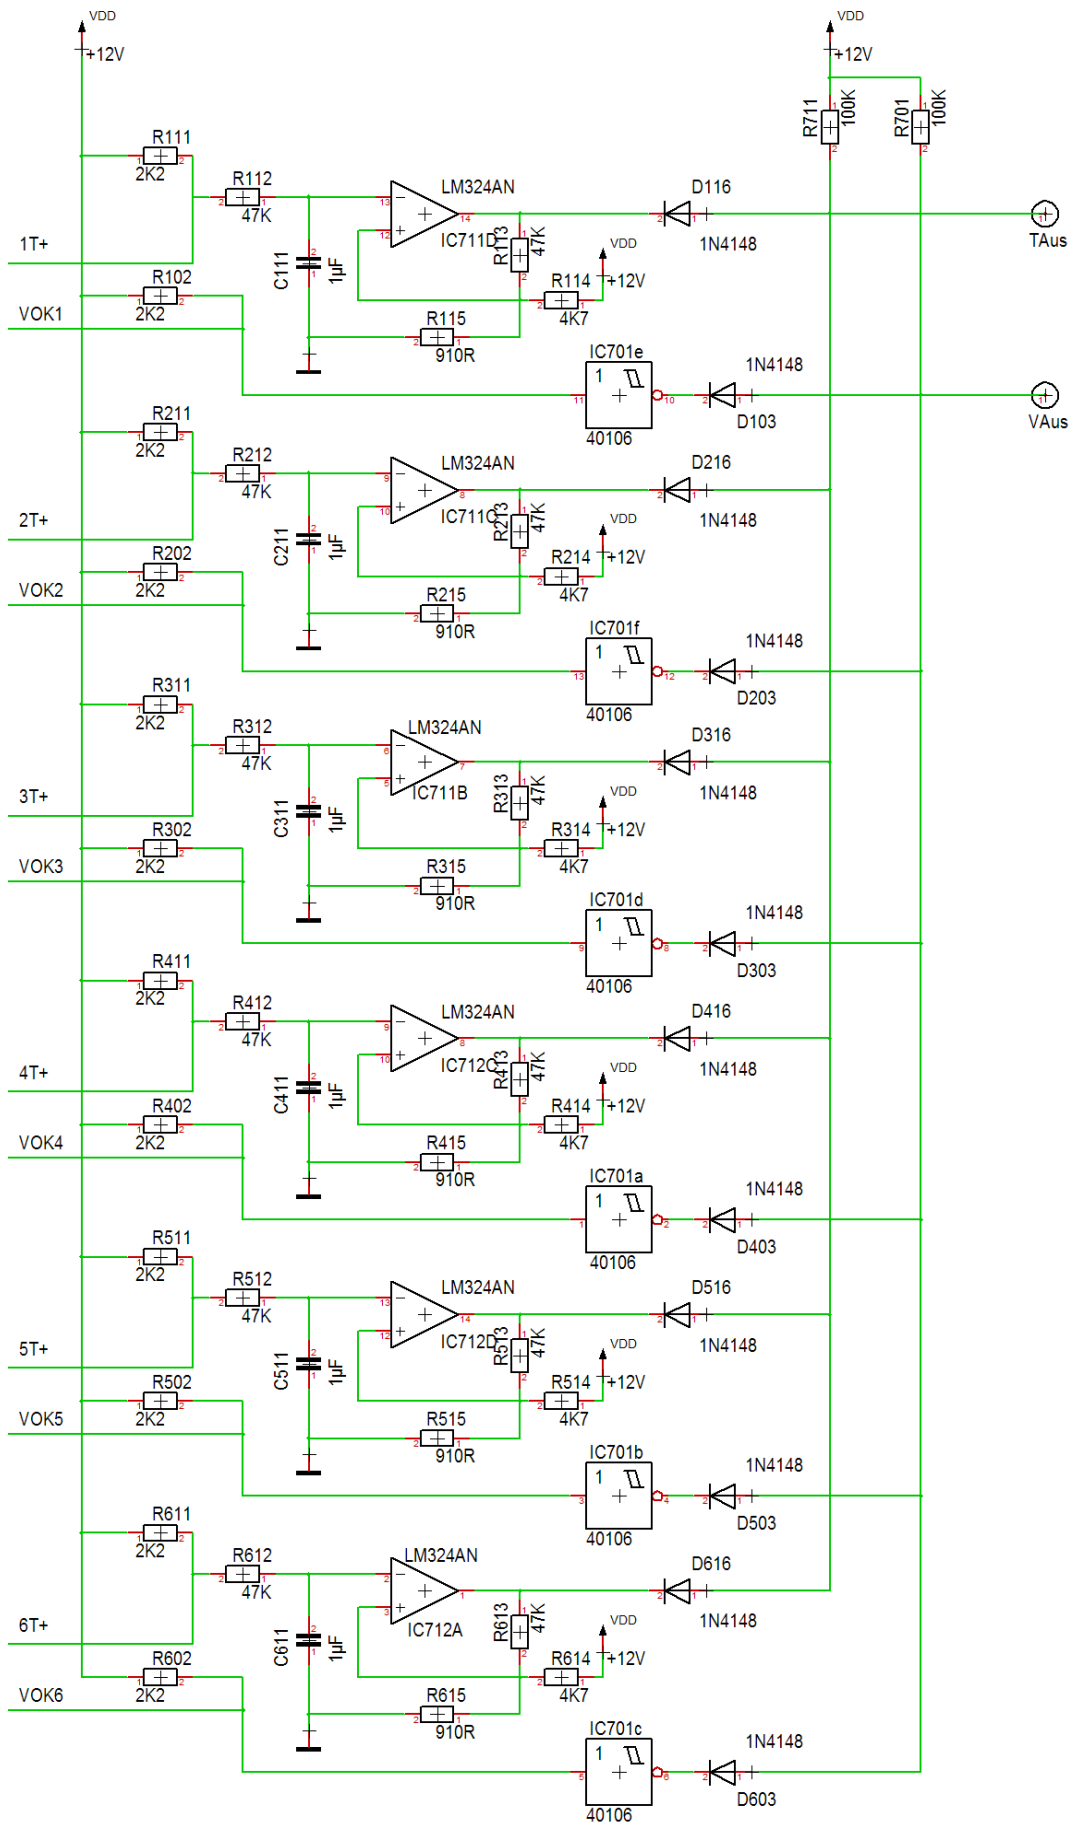 VDD
+12V
VDD
+12V
R711
100K
R701
100K
R111
2K2
R112
47K
LM324AN
IC711D
D116
1N4148
TAus
1T+
C111
1µF
R113
47K
VDD
+12V
R114
4K7
R102
2K2
VOK1
R115
910R
IC701e
1
40106
1N4148
D103
VAus
R211
2K2
R212
47K
LM324AN
IC711C
D216
1N4148
2T+
C211
1µF
R213
47K
VDD
+12V
R214
4K7
R202
2K2
VOK2
R215
910R
IC701f
1
40106
1N4148
D203
R311
2K2
R312
47K
LM324AN
IC711B
D316
1N4148
3T+
C311
1µF
R313
47K
VDD
+12V
R314
4K7
R302
2K2
VOK3
R315
910R
IC701d
1
40106
1N4148
D303
R411
2K2
R412
47K
LM324AN
IC712C
D416
1N4148
4T+
C411
1µF
R413
47K
VDD
+12V
R414
4K7
R402
2K2
VOK4
R415
910R
IC701a
1
40106
1N4148
D403
R511
2K2
R512
47K
LM324AN
IC712D
D516
1N4148
5T+
C511
1µF
R513
47K
VDD
+12V
R514
4K7
R502
2K2
VOK5
R515
910R
IC701b
1
40106
1N4148
D503
R611
2K2
R612
47K
LM324AN
IC712A
D616
1N4148
6T+
C611
1µF
R613
47K
VDD
+12V
R614
4K7
R602
2K2
VOK6
R615
910R
IC701c
1
40106
1N4148
D603